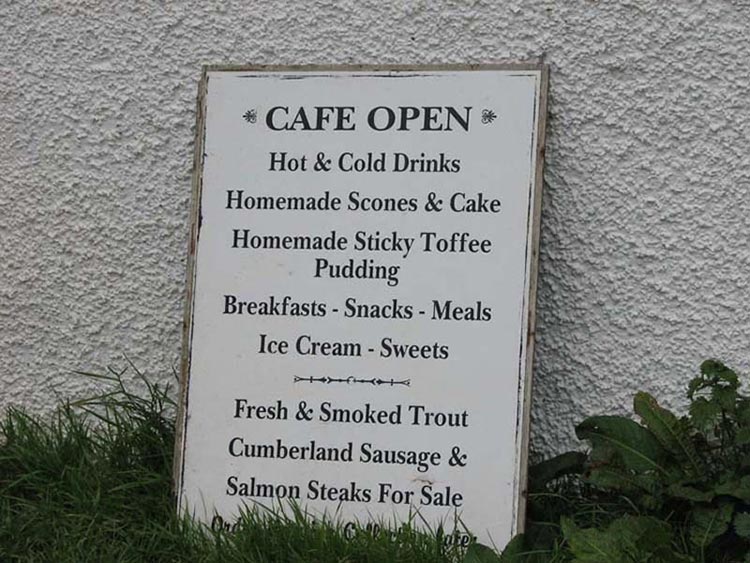 CAFE OPEN
Hot & Cold Drinks
Homemade Scones & Cake
Homemade Sticky Toffee
Pudding
Breakfasts - Snacks - Meals
Ice Cream - Sweets
Fresh & Smoked Trout
Cumberland Sausage &
Salmon Steaks For Sale